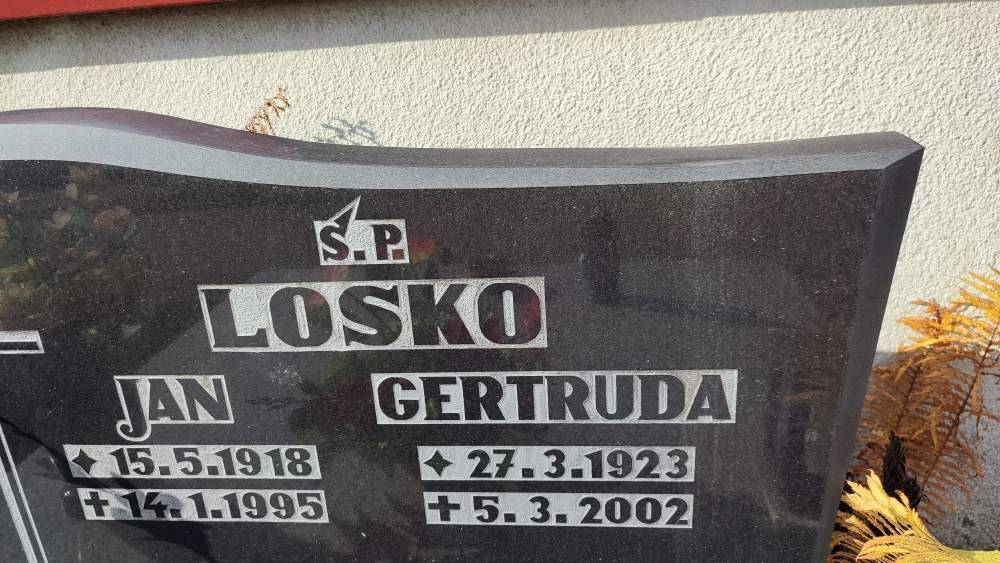 Ś.P.
LOSKO
JAN GERTRUDA
✦ 15.5.1918 ✦ 27.3.1923
✝ 14.1.1995 ✝ 5.3.2002